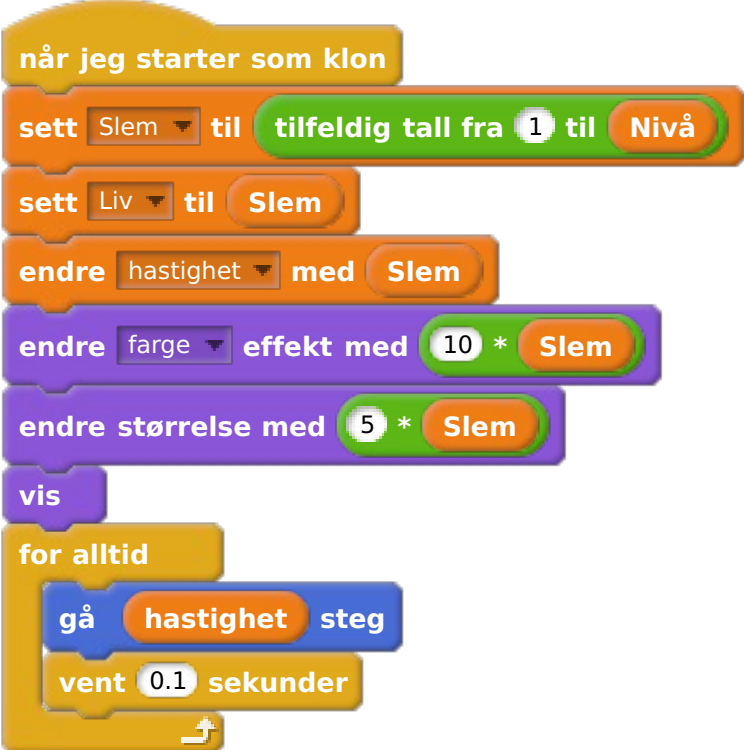 når jeg starter som klon
sett Slem til tilfeldig tall fra 1 til Nivå
sett Liv til Slem
endre hastighet med Slem
endre farge effekt med 10 * Slem
endre størrelse med 5 * Slem
vis
for alltid
gå hastighet steg
vent 0.1 sekunder